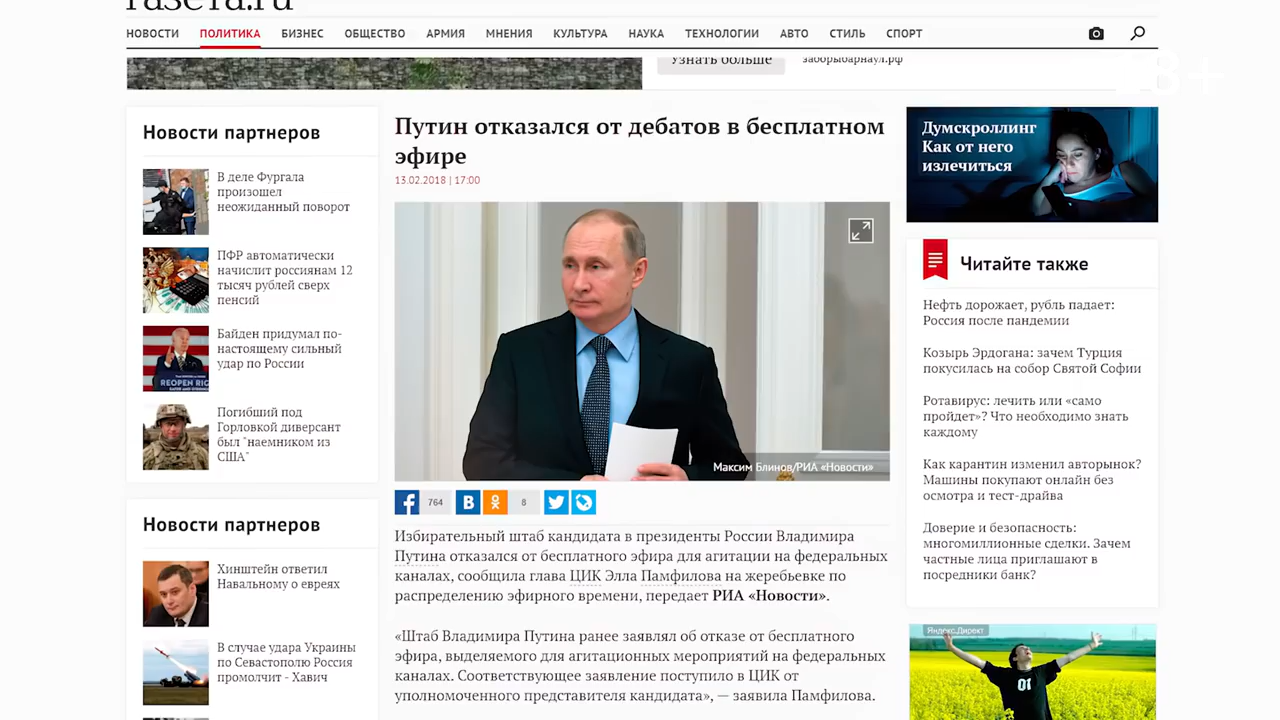 газета.ru
НОВОСТИ ПОЛИТИКА БИЗНЕС ОБЩЕСТВО АРМИЯ МНЕНИЯ КУЛЬТУРА НАУКА ТЕХНОЛОГИИ АВТО СТИЛЬ СПОРТ
Узнать больше
заборыбарнаул.рф
18+
Новости партнеров
В деле Фургала
произошел
неожиданный поворот
ПФР автоматически
начислит россиянам 12
тысяч рублей сверх
пенсий
Байден придумал по-
настоящему сильный
удар по России
REOPEN RIG
Погибший под
Горловкой диверсант
был "наемником из
США"
Новости партнеров
Хинштейн ответил
Навальному о евреях
В случае удара Украины
по Севастополю Россия
промолчит - Хавич
Путин отказался от дебатов в бесплатном
эфире
13.02.2018 | 17:00
Максим Блинов/РИА «Новости»
764
8
Избирательный штаб кандидата в президенты России Владимира
Путина отказался от бесплатного эфира для агитации на федеральных
каналах, сообщила глава ЦИК Элла Памфилова на жеребьевке по
распределению эфирного времени, передает РИА «Новости».
«Штаб Владимира Путина ранее заявлял об отказе от бесплатного
эфира, выделяемого для агитационных мероприятий на федеральных
каналах. Соответствующее заявление поступило в ЦИК от
уполномоченного представителя кандидата», — заявила Памфилова.
Думскроллинг
Как от него
излечиться
Читайте также
Нефть дорожает, рубль падает:
Россия после пандемии
Козырь Эрдогана: зачем Турция
покусилась на собор Святой Софии
Ротавирус: лечить или «само
пройдет»? Что необходимо знать
каждому
Как карантин изменил авторынок?
Машины покупают онлайн без
осмотра и тест-драйва
Доверие и безопасность:
многомиллионные сделки. Зачем
частные лица приглашают в
посредники банк?
Яндекс.Директ
01